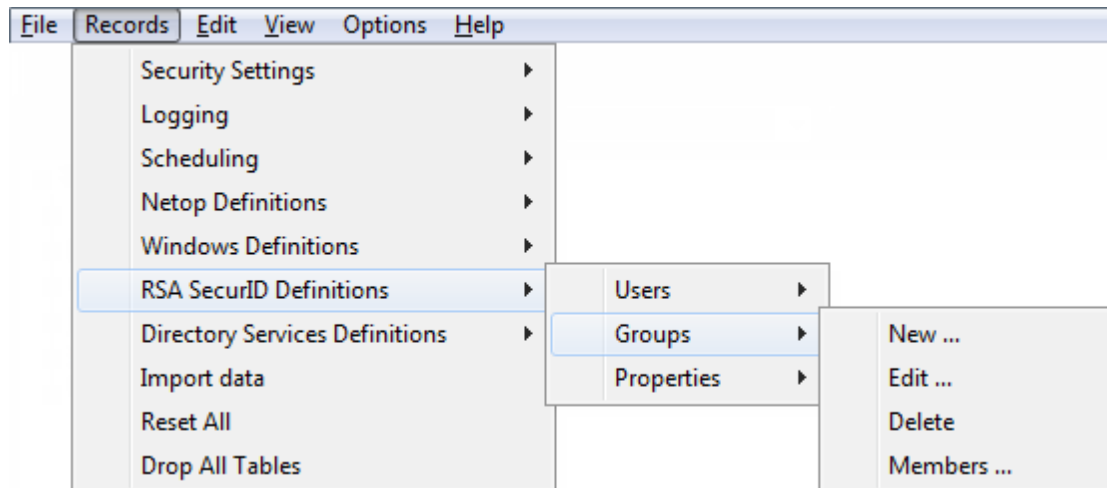 File Records Edit View Options Help
Security Settings
Logging
Scheduling
Netop Definitions
Windows Definitions
RSA SecurID Definitions Users
Directory Services Definitions Groups New ...
Import data Properties Edit ...
Reset All Delete
Drop All Tables Members ...